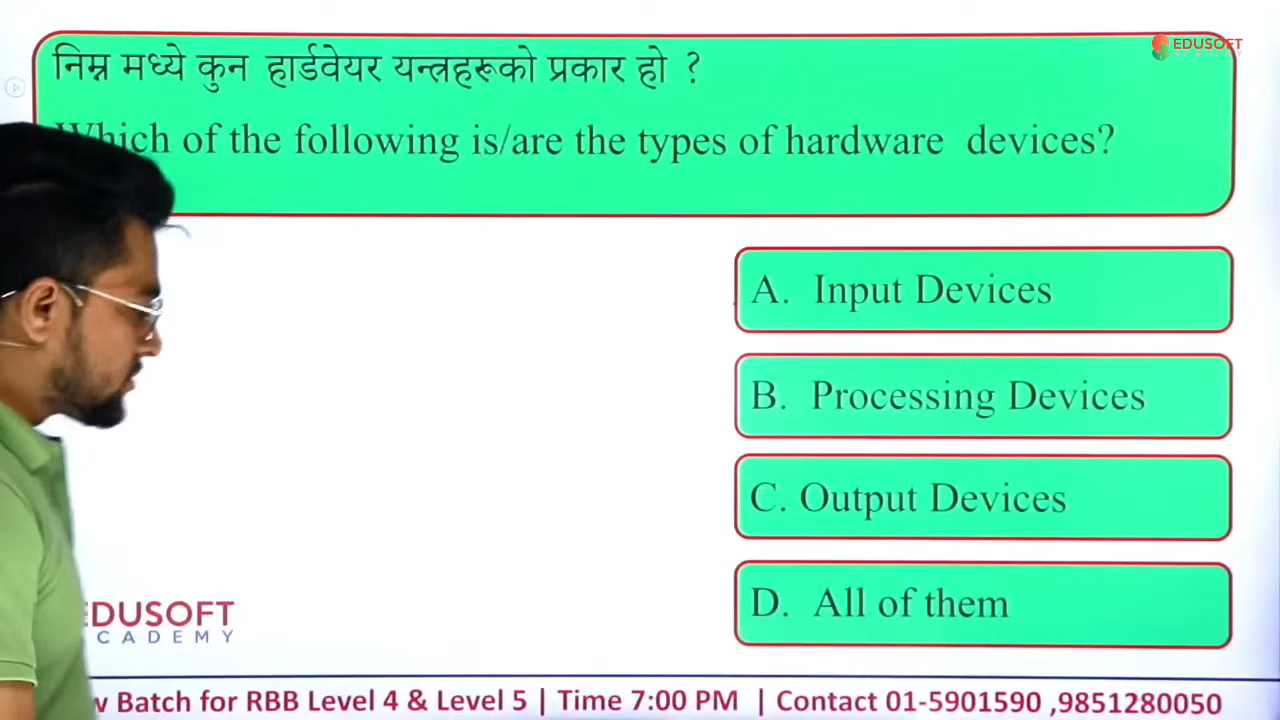 निम्न मध्ये कुन हार्डवेयर यन्त्रहरूको प्रकार हो ?
EDUSOFT
Which of the following is/are the types of hardware devices?
A. Input Devices
B. Processing Devices
C. Output Devices
D. All of them
EDUSOFT
CADEMY
w Batch for RBB Level 4 & Level 5 | Time 7:00 PM | Contact 01-5901590 ,9851280050